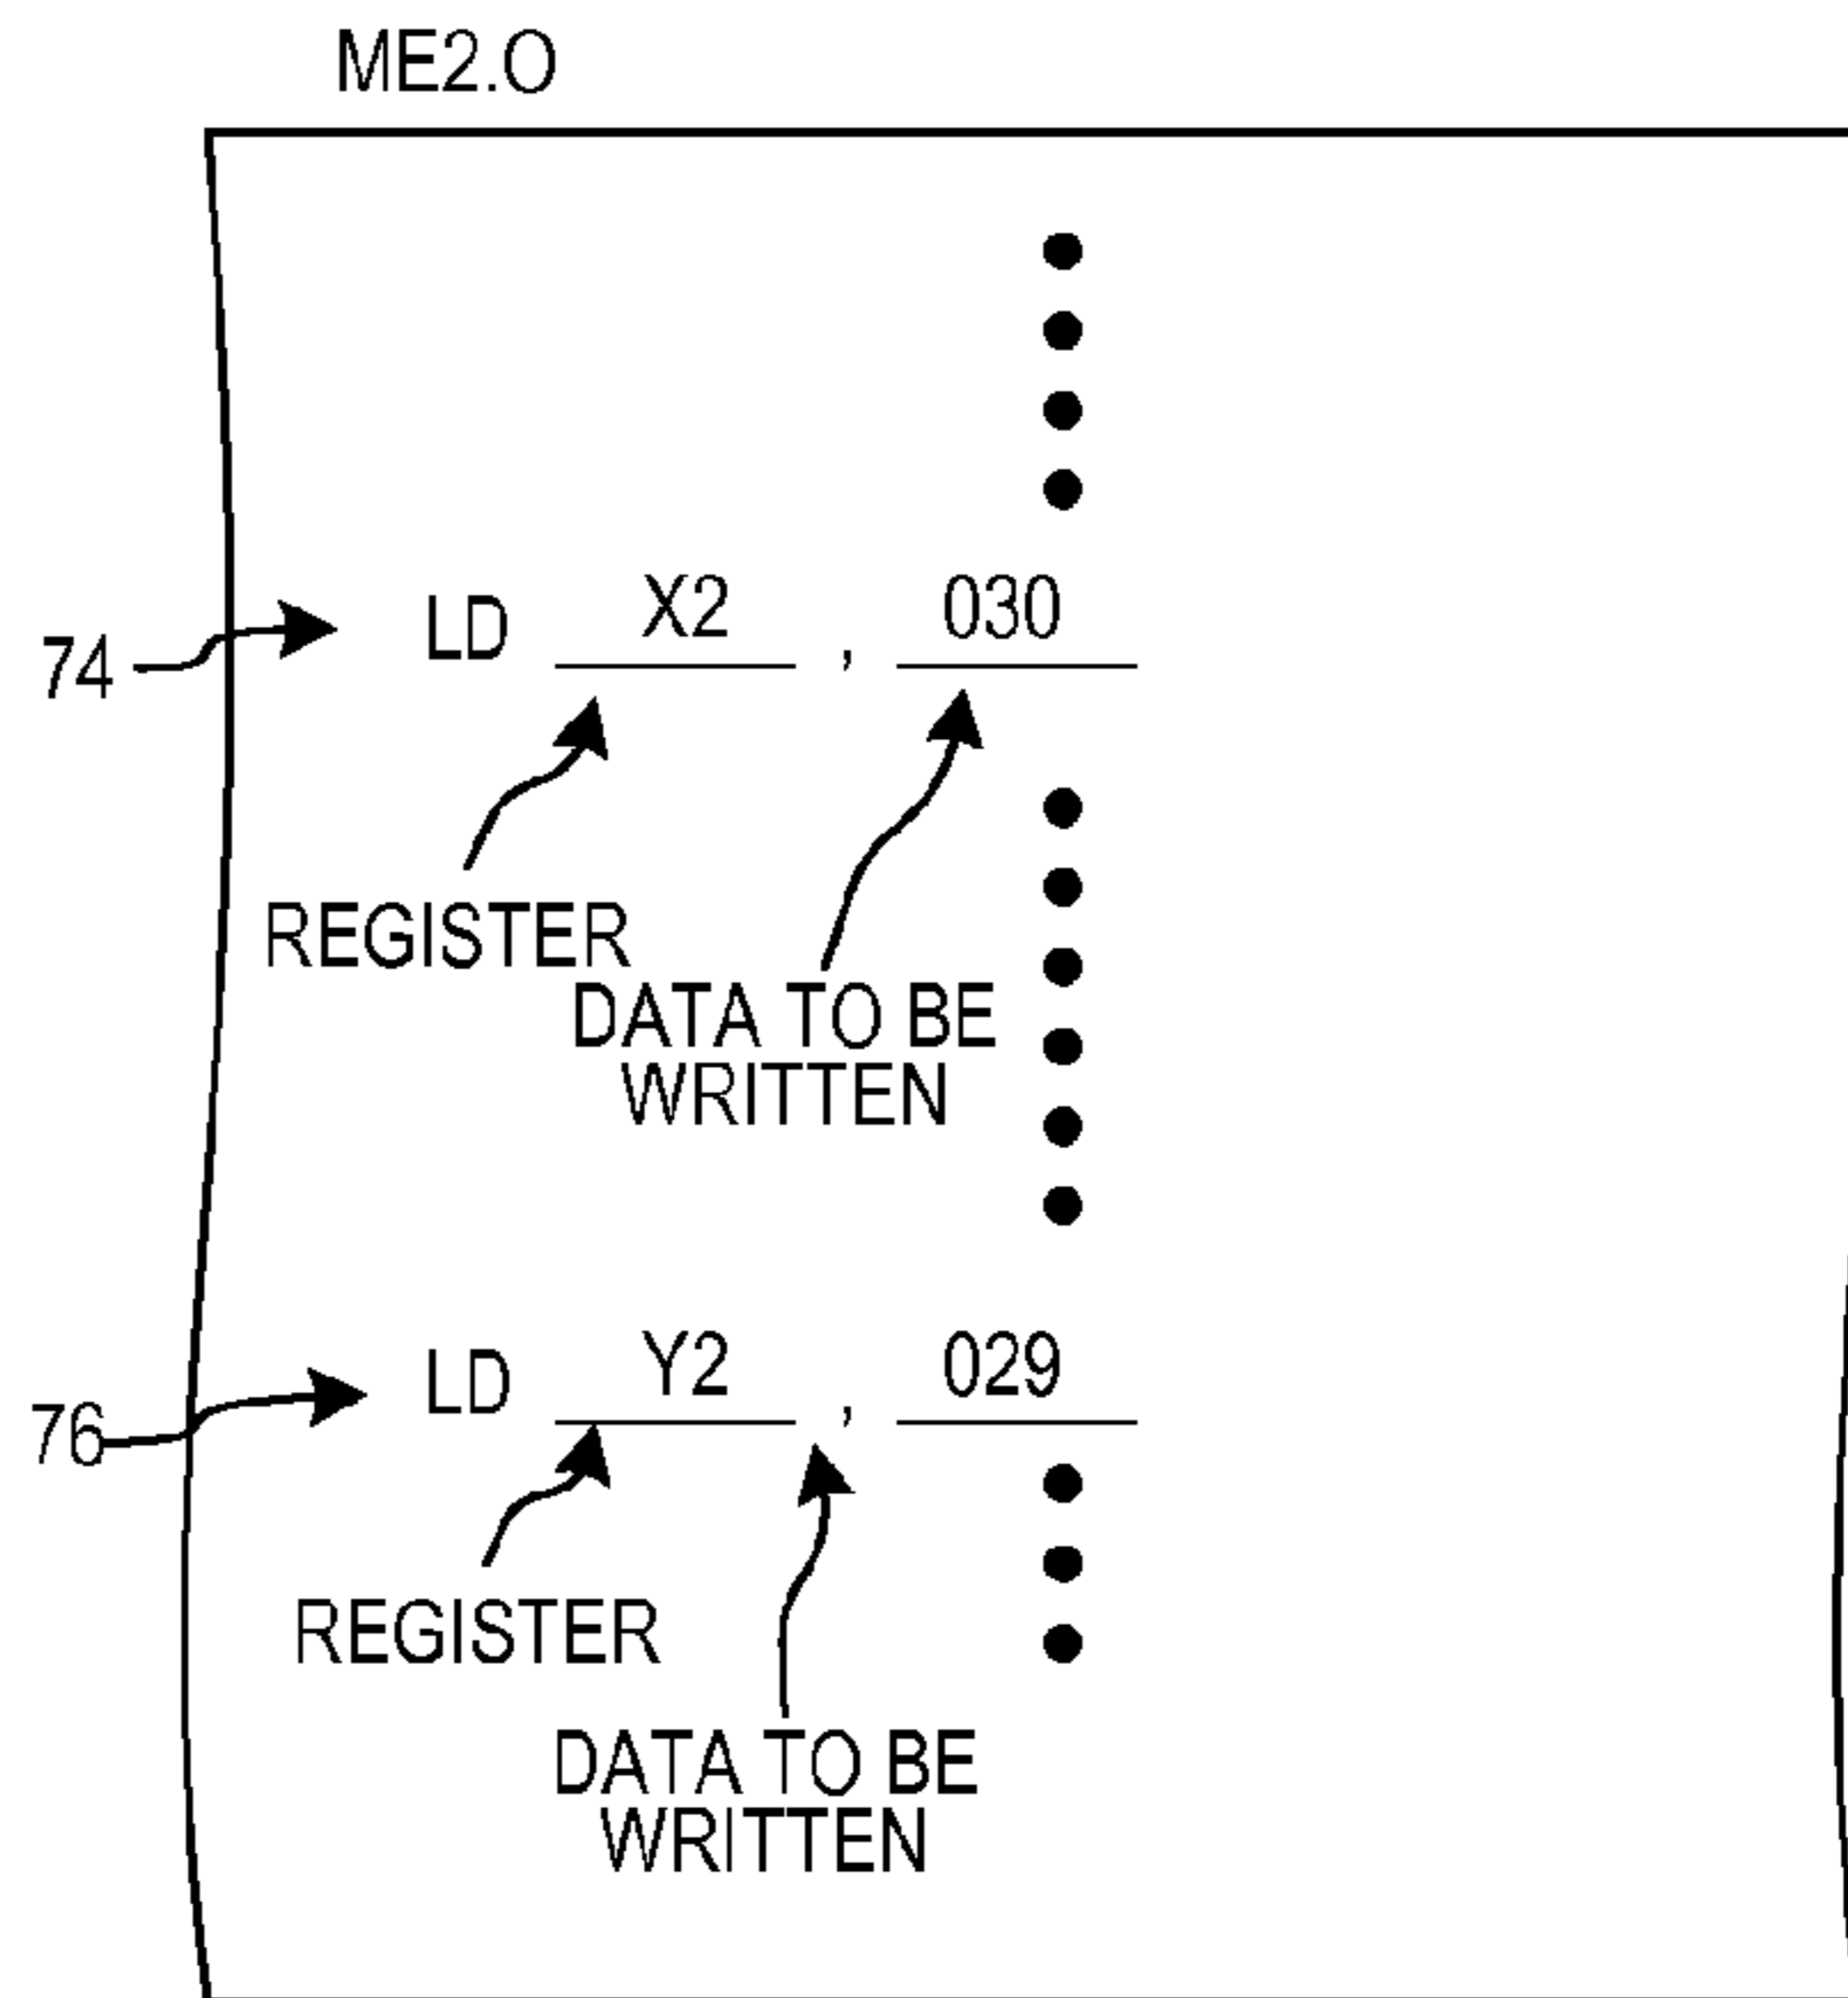 ME2.O
74 LD X2 , 030
REGISTER
DATA TO BE
WRITTEN
76 LD Y2 , 029
REGISTER
DATA TO BE
WRITTEN